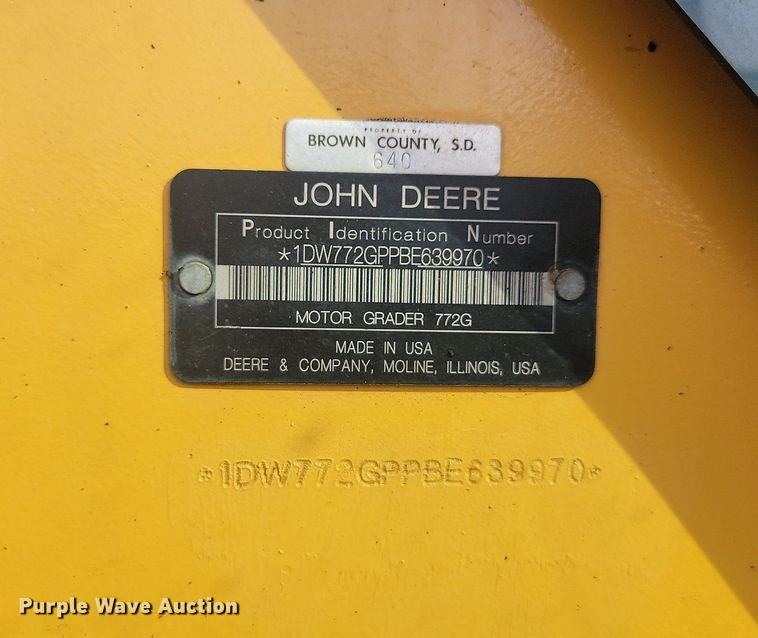 PROPERTY OF
BROWN COUNTY, S.D.
640
JOHN DEERE
Product Identification Number
*1DW772GPPBE639970*
MOTOR GRADER 772G
MADE IN USA
DEERE & COMPANY, MOLINE, ILLINOIS, USA
*1DW772GPPBE639970*
Purple Wave Auction